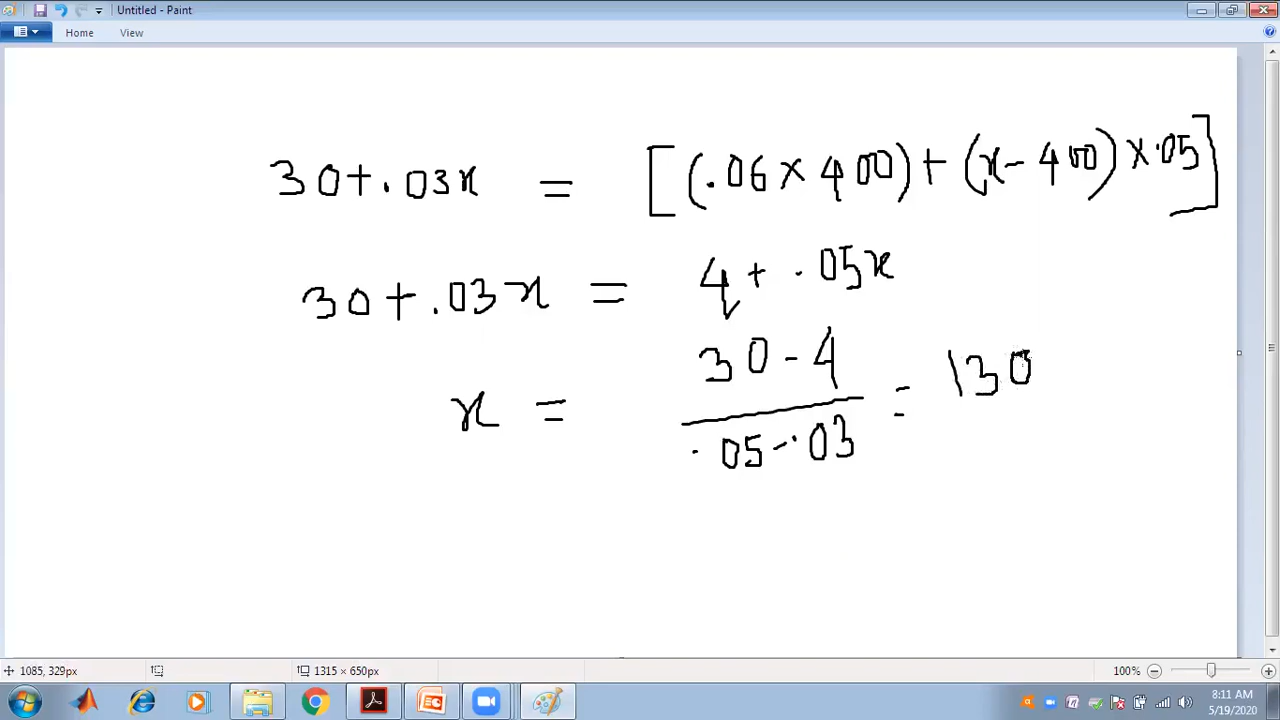 Untitled - Paint
Home View
30+.03x = [(.06×400)+(x-400)×.05]
30+.03x = 4+.05x
x = 30-4 / .05-.03 = 130
1085, 329px 1315 × 650px 100%
8:11 AM
5/19/2020